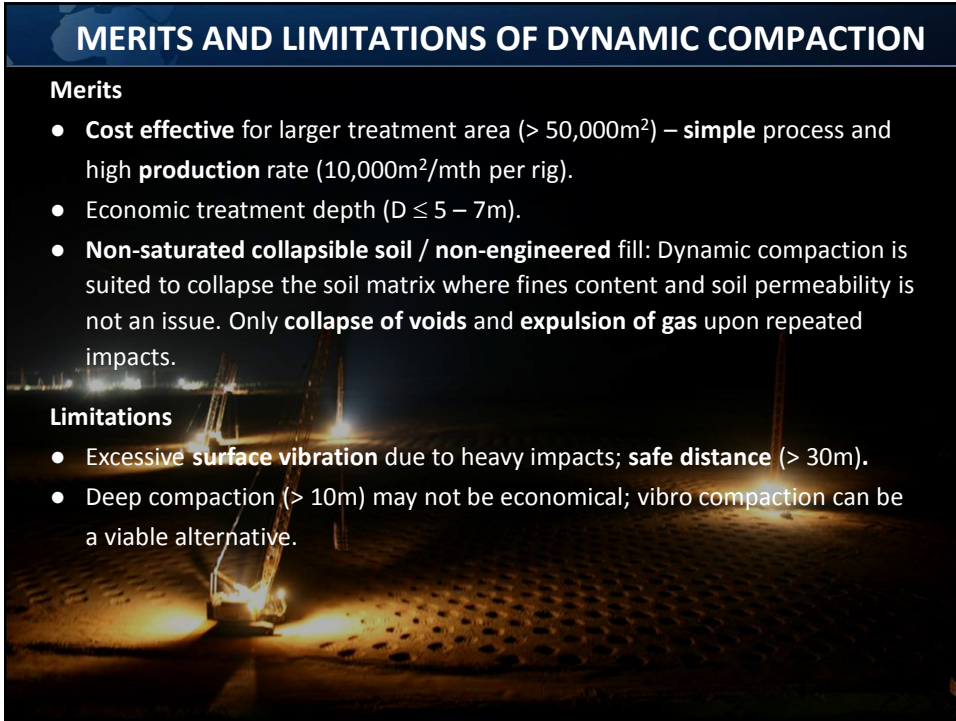 MERITS AND LIMITATIONS OF DYNAMIC COMPACTION
Merits
● Cost effective for larger treatment area (> 50,000m²) – simple process and
high production rate (10,000m²/mth per rig).
● Economic treatment depth (D ≤ 5 – 7m).
● Non-saturated collapsible soil / non-engineered fill: Dynamic compaction is
suited to collapse the soil matrix where fines content and soil permeability is
not an issue. Only collapse of voids and expulsion of gas upon repeated
impacts.
Limitations
● Excessive surface vibration due to heavy impacts; safe distance (> 30m).
● Deep compaction (> 10m) may not be economical; vibro compaction can be
a viable alternative.